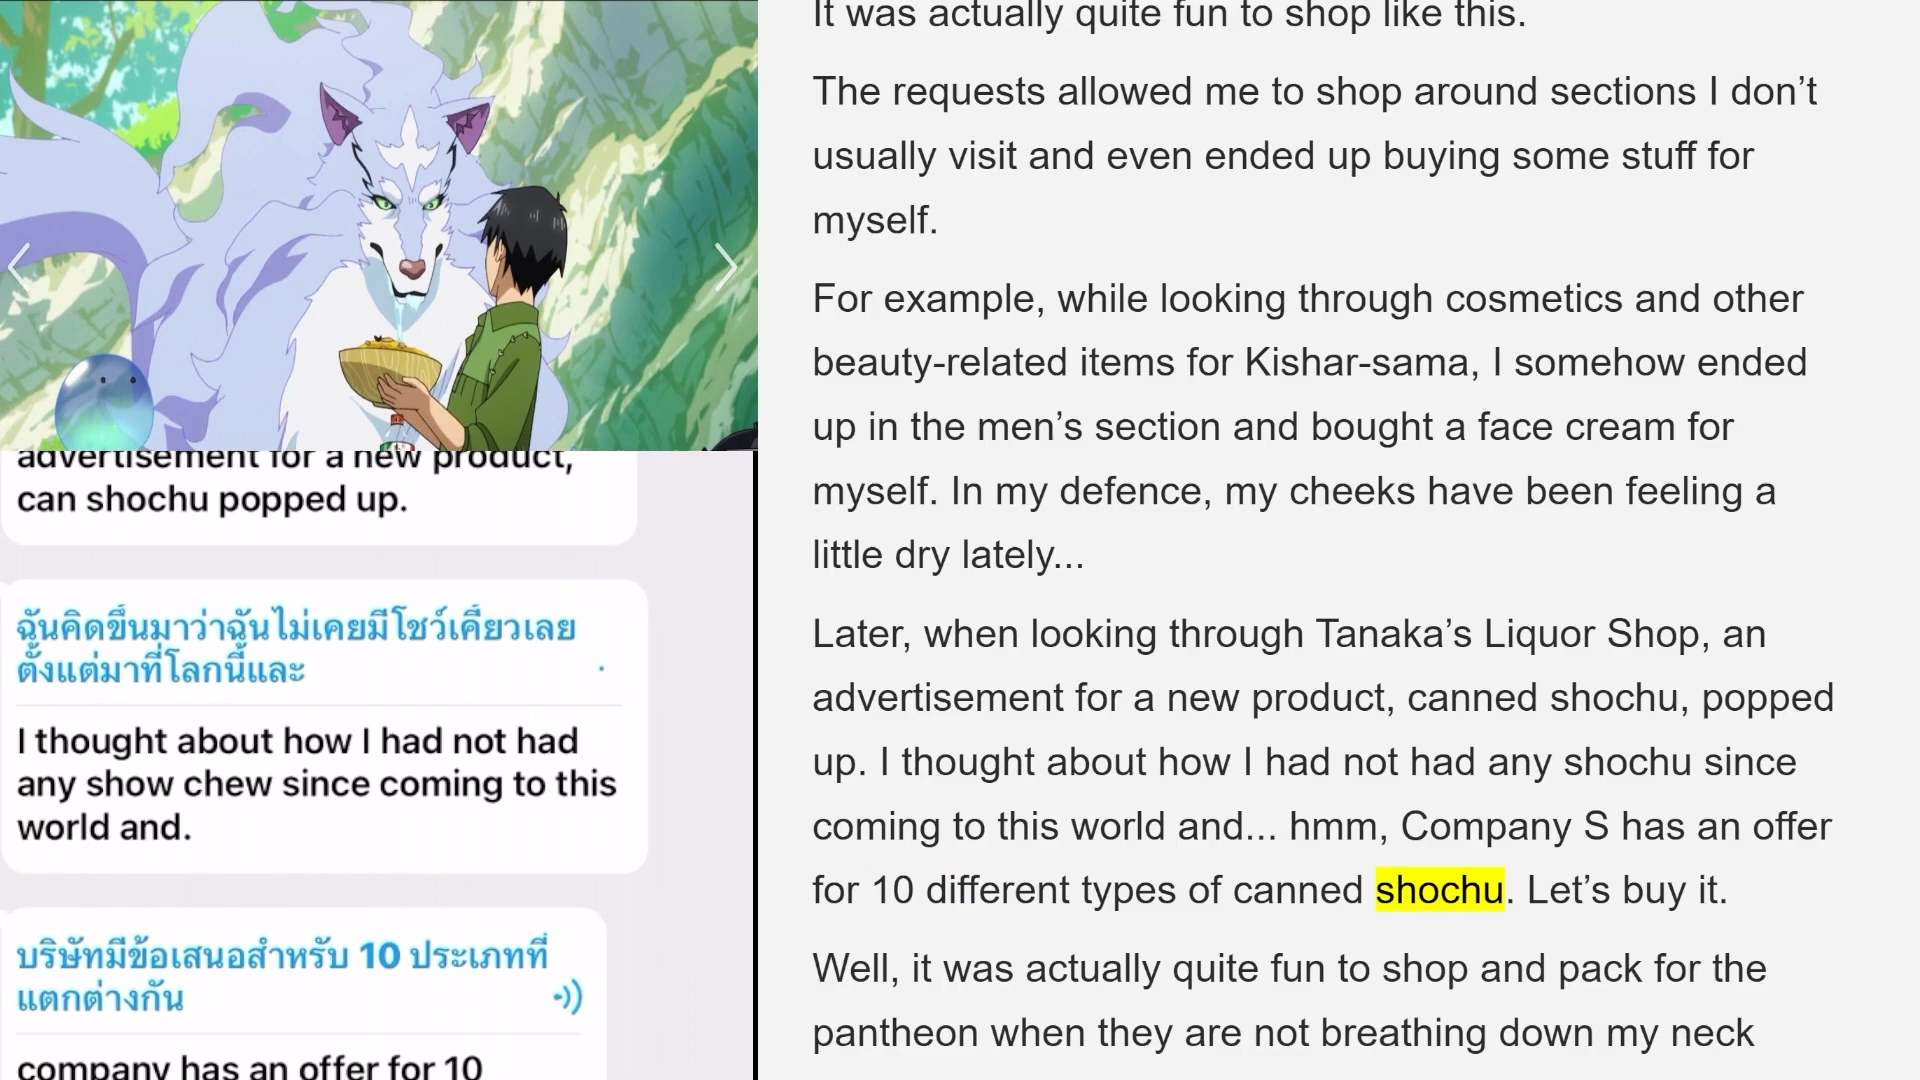 advertisement for a new product,
can shochu popped up.
ฉันคิดขึ้นมาว่าฉันไม่เคยมีโชว์เคี้ยวเลย
ตั้งแต่มาที่โลกนี้และ
I thought about how I had not had
any show chew since coming to this
world and.
บริษัทมีข้อเสนอสำหรับ 10 ประเภทที่
แตกต่างกัน
company has an offer for 10
It was actually quite fun to shop like this.
The requests allowed me to shop around sections I don’t
usually visit and even ended up buying some stuff for
myself.
For example, while looking through cosmetics and other
beauty-related items for Kishar-sama, I somehow ended
up in the men’s section and bought a face cream for
myself. In my defence, my cheeks have been feeling a
little dry lately...
Later, when looking through Tanaka’s Liquor Shop, an
advertisement for a new product, canned shochu, popped
up. I thought about how I had not had any shochu since
coming to this world and... hmm, Company S has an offer
for 10 different types of canned shochu. Let’s buy it.
Well, it was actually quite fun to shop and pack for the
pantheon when they are not breathing down my neck